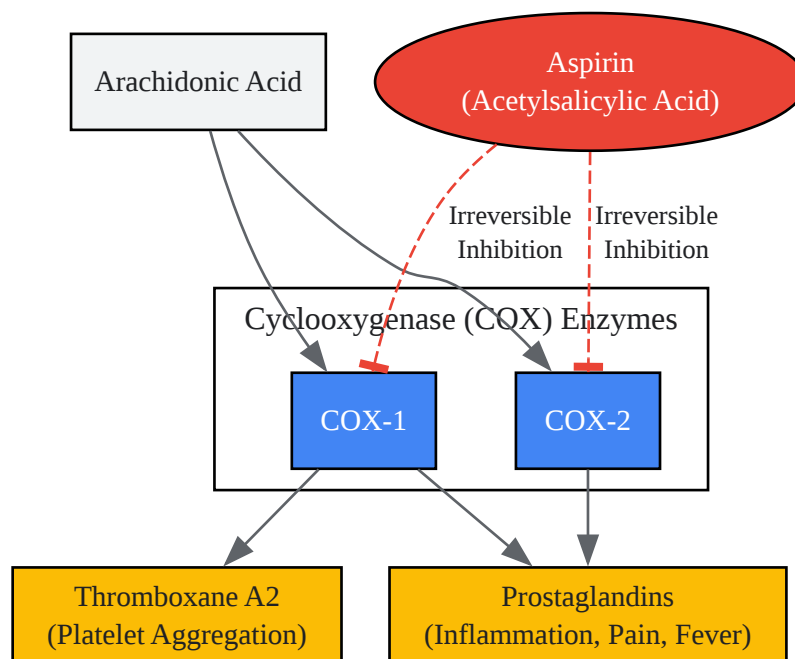 Arachidonic Acid
Aspirin
(Acetylsalicylic Acid)
Irreversible
Inhibition
Irreversible
Inhibition
Cyclooxygenase (COX) Enzymes
COX-1
COX-2
Thromboxane A2
(Platelet Aggregation)
Prostaglandins
(Inflammation, Pain, Fever)